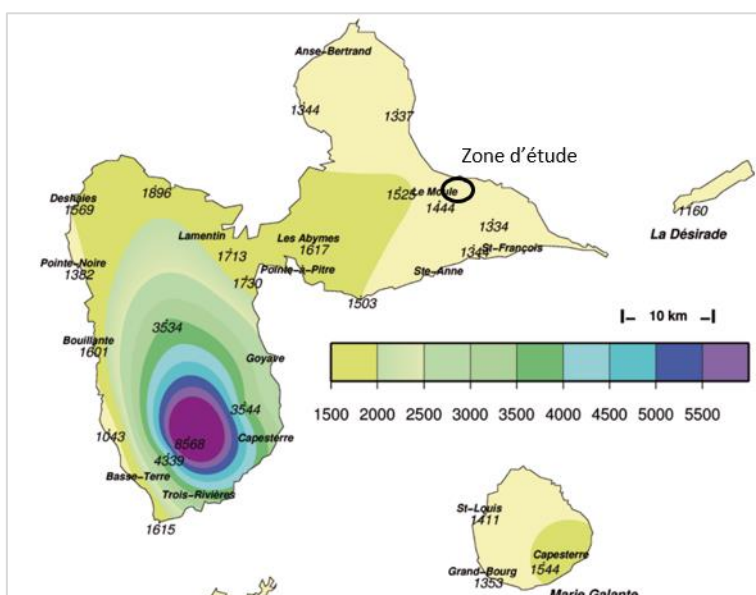 Anse-Bertrand
1344
1337
Zone d'étude
1896
Deshaies
1569
1525
Le Moule
1444
1160
La Désirade
Lamentin
Les Abymes
1617
1334
1713
1344
St-François
Pointe-Noire
1382
Pointe-à-Pitre
Ste-Anne
1730
1503
10 km
3534
Bouillante
1601
Goyave
1500 2000 2500 3000 3500 4000 4500 5000 5500
3544
1043
8568
Capesterre
4339
Basse-Terre
Trois-Rivières
1615
St-Louis
1411
Capesterre
1544
Grand-Bourg
1353
Marie Galante